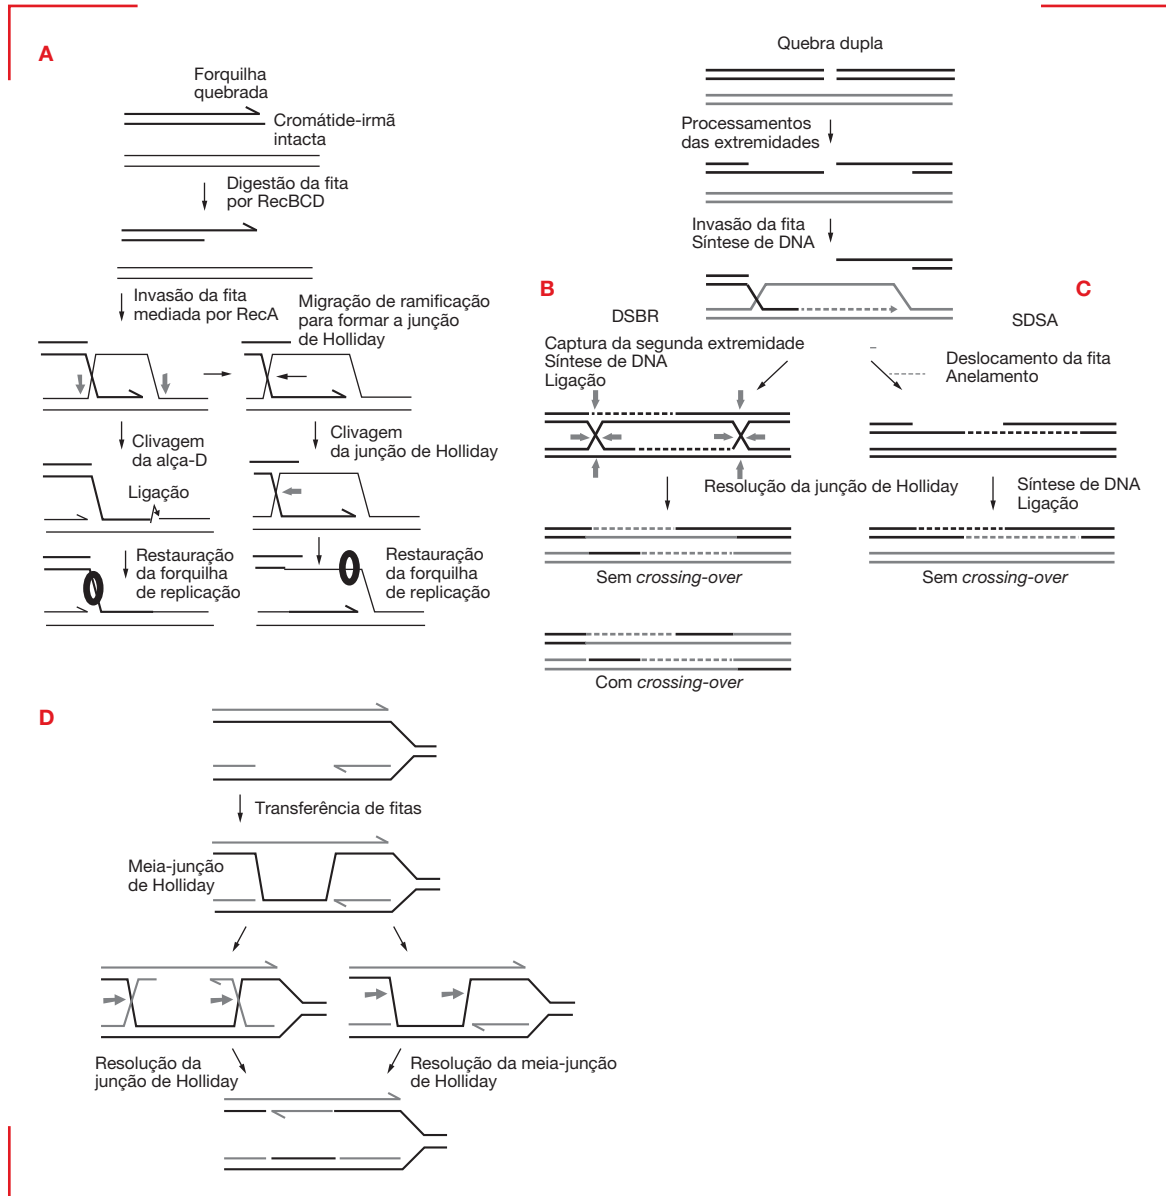 A
Forquilha
quebrada
Cromátide-irmã
intacta
Digestão da fita
por RecBCD
Invasão da fita
mediada por RecA
Migração de ramificação
para formar a junção
de Holliday
Clivagem
da alça-D
Clivagem
da junção de Holliday
Ligação
Restauração
da forquilha
de replicação
Restauração
da forquilha
de replicação
Quebra dupla
Processamentos
das extremidades
Invasão da fita
Síntese de DNA
B
DSBR
C
SDSA
Captura da segunda extremidade
Síntese de DNA
Ligação
Deslocamento da fita
Anelamento
Resolução da junção de Holliday
Síntese de DNA
Ligação
Sem crossing-over
Sem crossing-over
Com crossing-over
D
Transferência de fitas
Meia-junção
de Holliday
Resolução da
junção de Holliday
Resolução da meia-junção
de Holliday